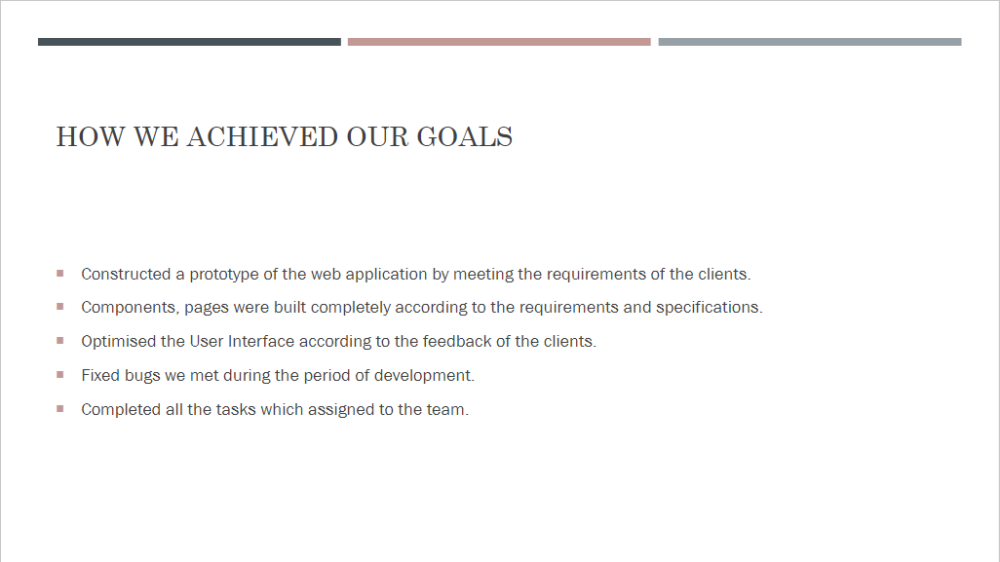 HOW WE ACHIEVED OUR GOALS
Constructed a prototype of the web application by meeting the requirements of the clients.
Components, pages were built completely according to the requirements and specifications.
Optimised the User Interface according to the feedback of the clients.
Fixed bugs we met during the period of development.
Completed all the tasks which assigned to the team.